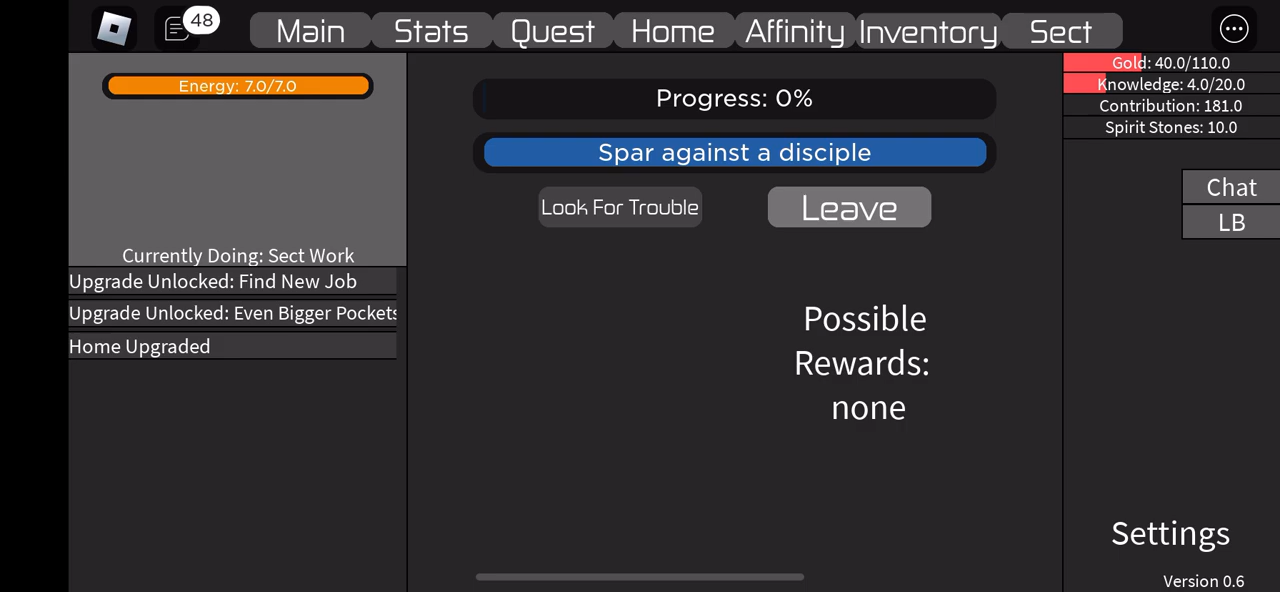 48
Main
Stats
Quest
Home
Affinity
Inventory
Sect
Energy: 7.0/7.0
Currently Doing: Sect Work
Upgrade Unlocked: Find New Job
Upgrade Unlocked: Even Bigger Pockets
Home Upgraded
Progress: 0%
Spar against a disciple
Look For Trouble
Leave
Possible
Rewards:
none
Gold: 40.0/110.0
Knowledge: 4.0/20.0
Contribution: 181.0
Spirit Stones: 10.0
Chat
LB
Settings
Version 0.6